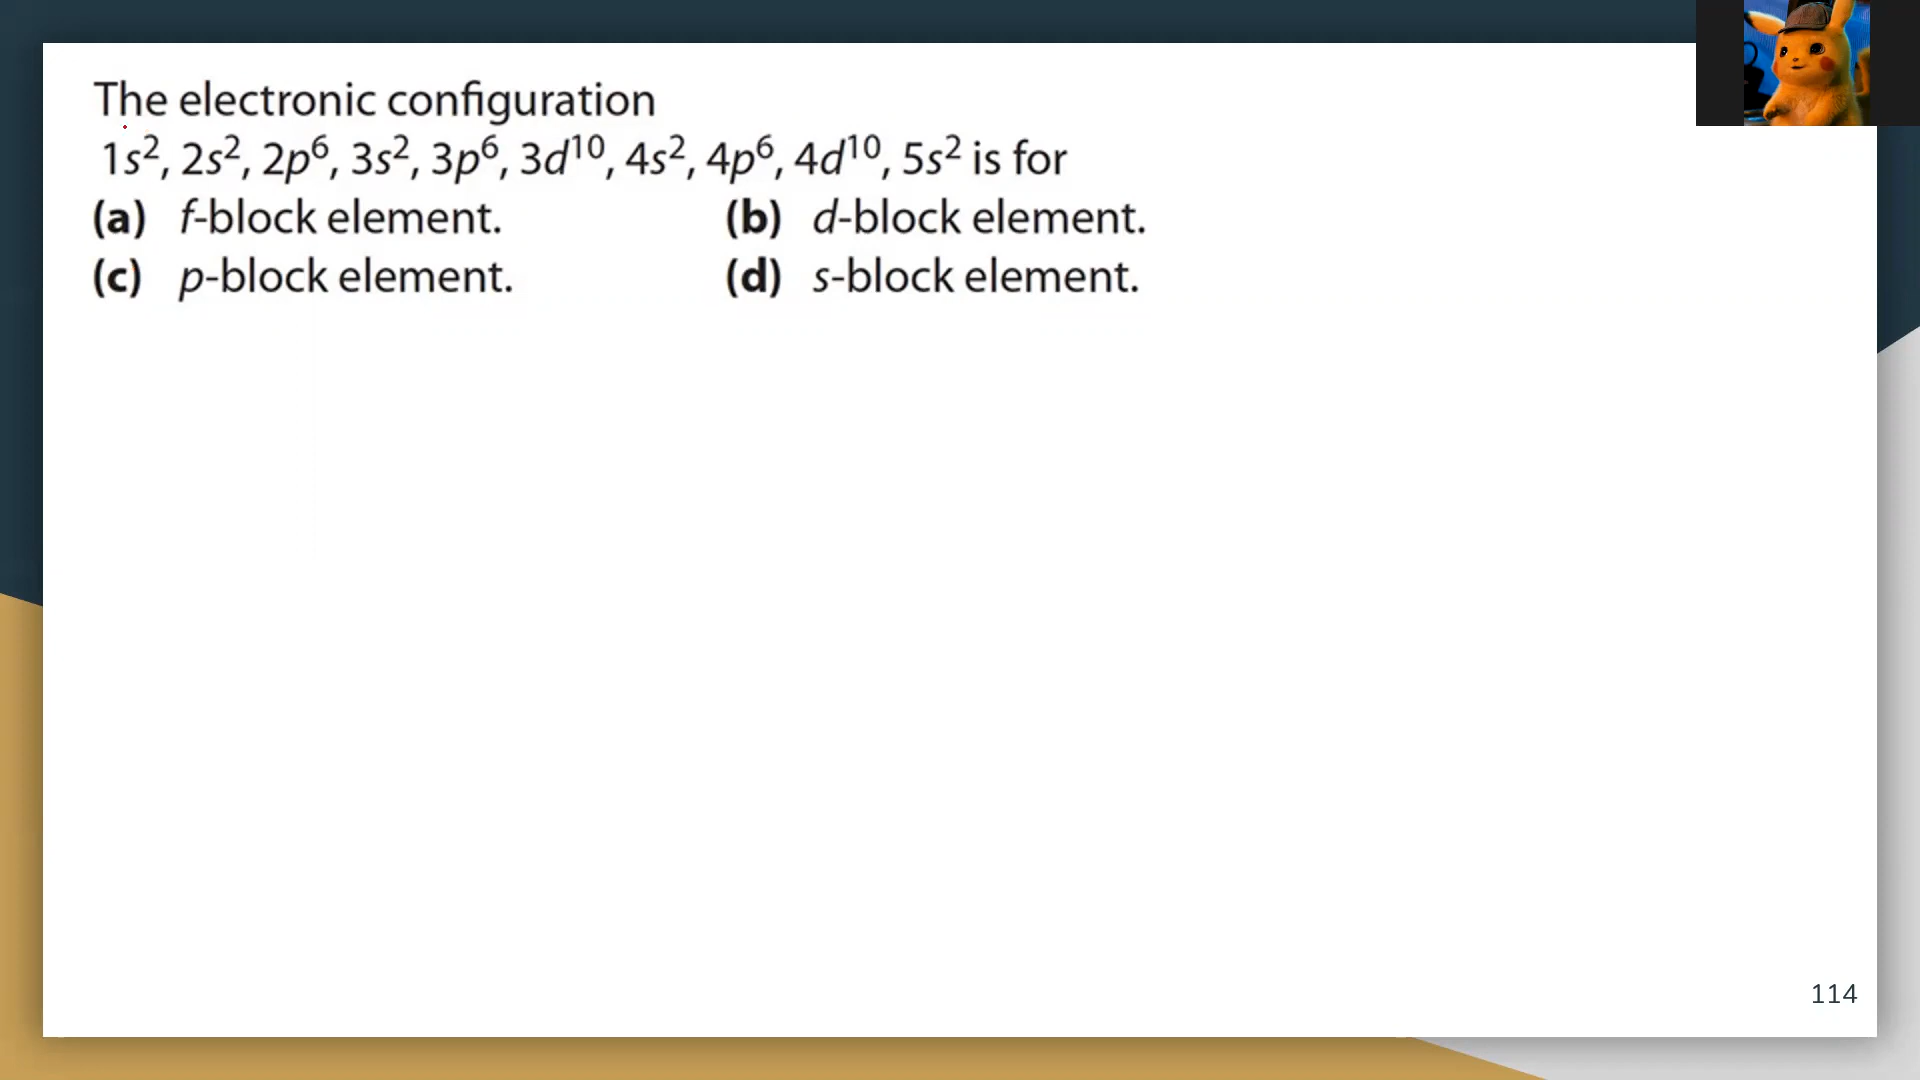 The electronic configuration
1s², 2s², 2p⁶, 3s², 3p⁶, 3d¹⁰, 4s², 4p⁶, 4d¹⁰, 5s² is for
(a) f-block element. (b) d-block element.
(c) p-block element. (d) s-block element.
114